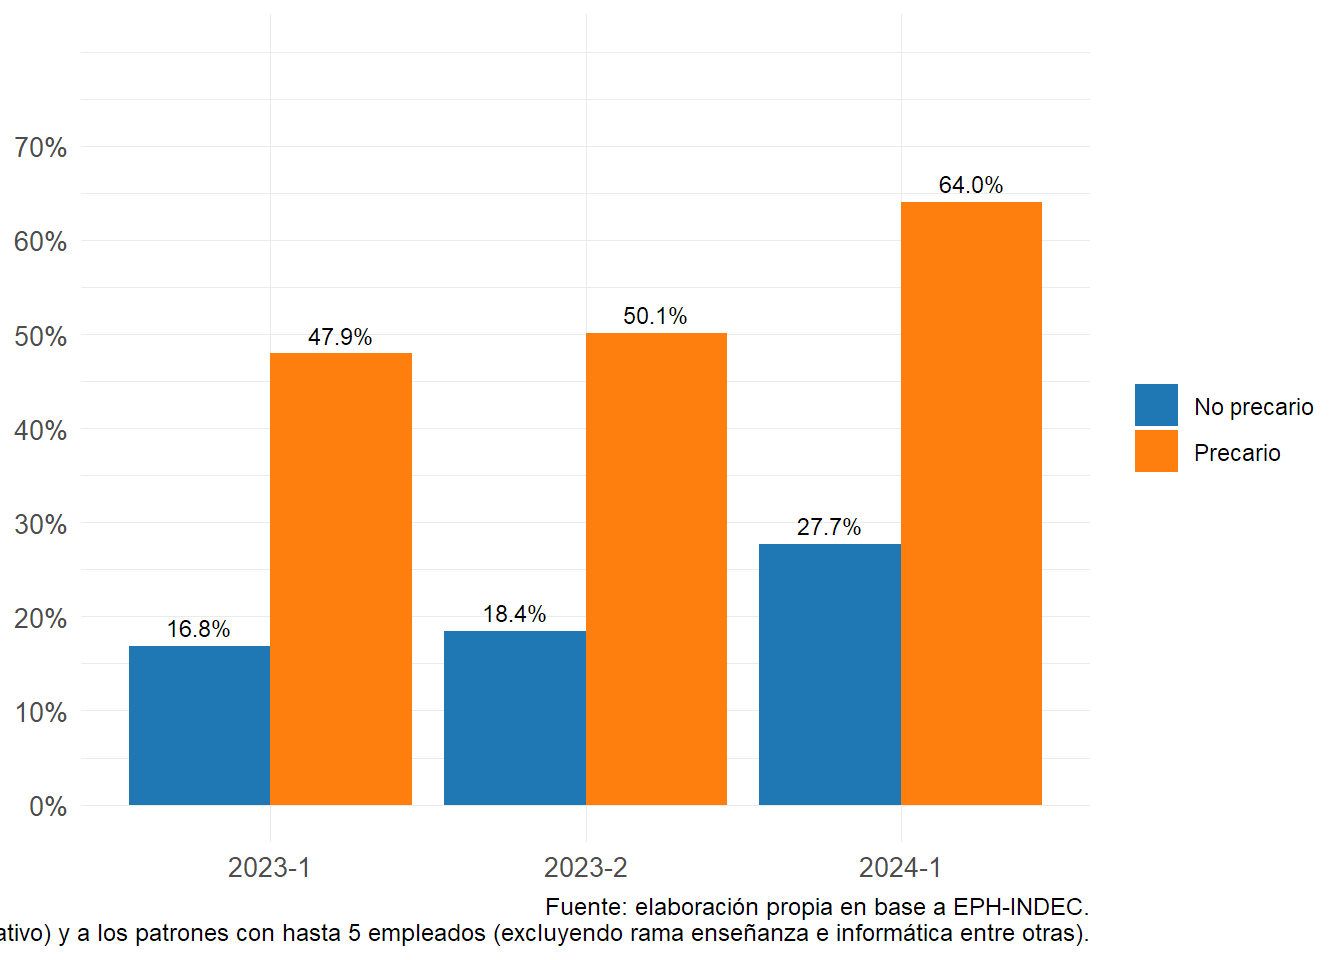 70%
60%
50%
40%
30%
20%
10%
0%
64.0%
50.1%
47.9%
27.7%
18.4%
16.8%
No precario
Precario
2023-1 2023-2 2024-1
Fuente: elaboración propia en base a EPH-INDEC.
y a los patrones con hasta 5 empleados (excluyendo rama enseñanza e informática entre otras).